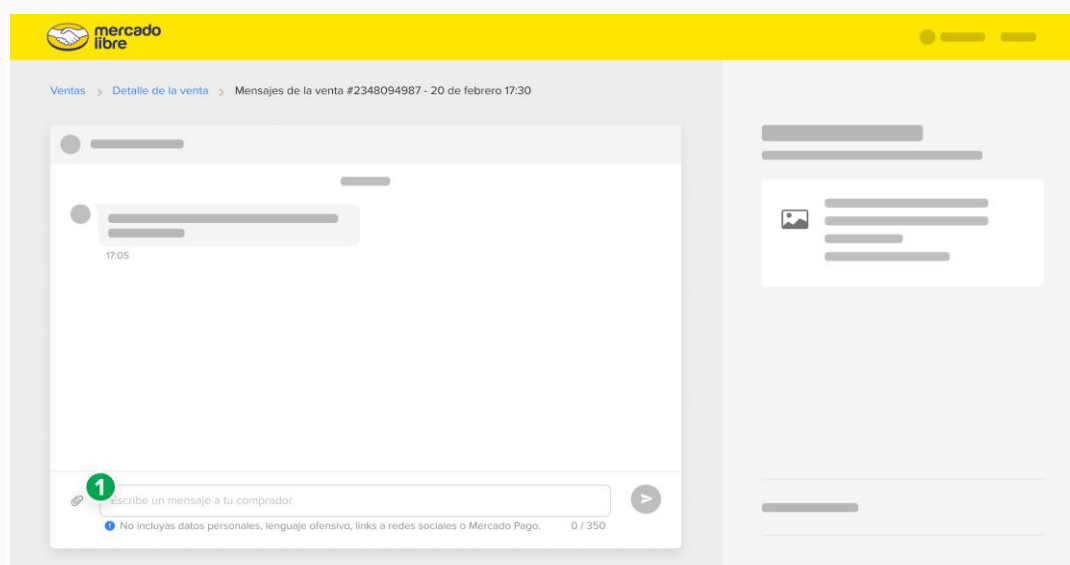 mercado
libre
Ventas > Detalle de la venta > Mensajes de la venta #2348094987 - 20 de febrero 17:30
17:05
1
Escribe un mensaje a tu comprador
No incluyas datos personales, lenguaje ofensivo, links a redes sociales o Mercado Pago. 0 / 350